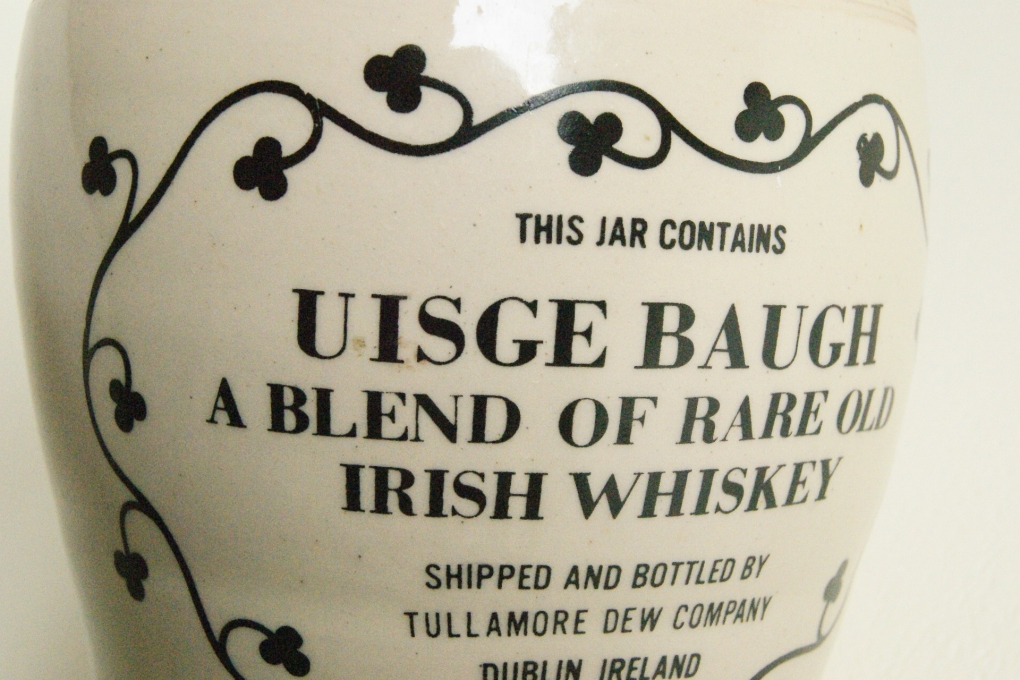 THIS JAR CONTAINS
UISGE BAUGH
A BLEND OF RARE OLD
IRISH WHISKEY
SHIPPED AND BOTTLED BY
TULLAMORE DEW COMPANY
DUBLIN, IRELAND